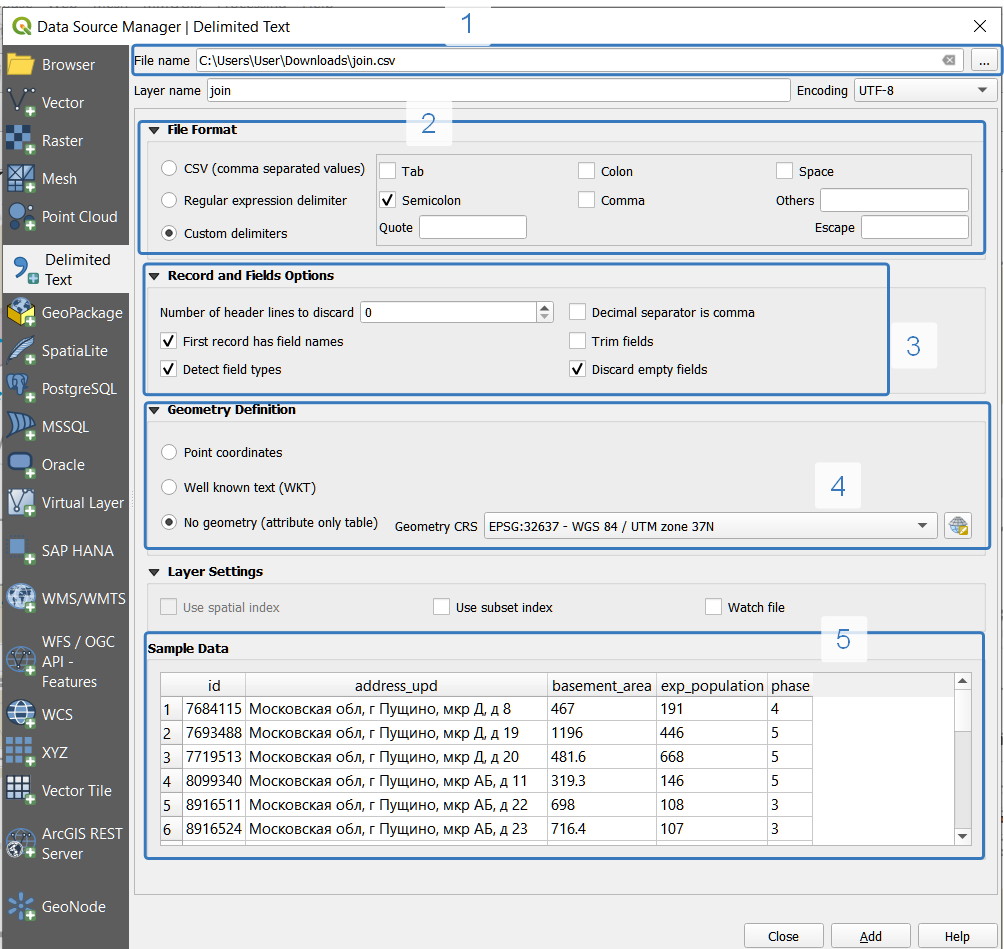 Data Source Manager | Delimited Text
1
Browser
Vector
Raster
Mesh
Point Cloud
Delimited
Text
GeoPackage
SpatiaLite
PostgreSQL
MSSQL
Oracle
Virtual Layer
SAP HANA
WMS/WMTS
WFS / OGC
API -
Features
WCS
XYZ
Vector Tile
ArcGIS REST
Server
GeoNode
File name C:\Users\User\Downloads\join.csv ...
Layer name join Encoding UTF-8
2
File Format
CSV (comma separated values) Tab Colon Space
Regular expression delimiter Semicolon Comma Others
Custom delimiters Quote Escape
Record and Fields Options
Number of header lines to discard 0 Decimal separator is comma
First record has field names Trim fields
3
Detect field types Discard empty fields
Geometry Definition
Point coordinates
Well known text (WKT)
4
No geometry (attribute only table) Geometry CRS EPSG:32637 - WGS 84 / UTM zone 37N
Layer Settings
Use spatial index Use subset index Watch file
5
Sample Data
id address_upd basement_area exp_population phase
1 7684115 Московская обл, г Пущино, мкр Д, д 8 467 191 4
2 7693488 Московская обл, г Пущино, мкр Д, д 19 1196 446 5
3 7719513 Московская обл, г Пущино, мкр Д, д 20 481.6 668 5
4 8099340 Московская обл, г Пущино, мкр АБ, д 11 319.3 146 5
5 8916511 Московская обл, г Пущино, мкр АБ, д 22 698 108 3
6 8916524 Московская обл, г Пущино, мкр АБ, д 23 716.4 107 3
Close Add Help